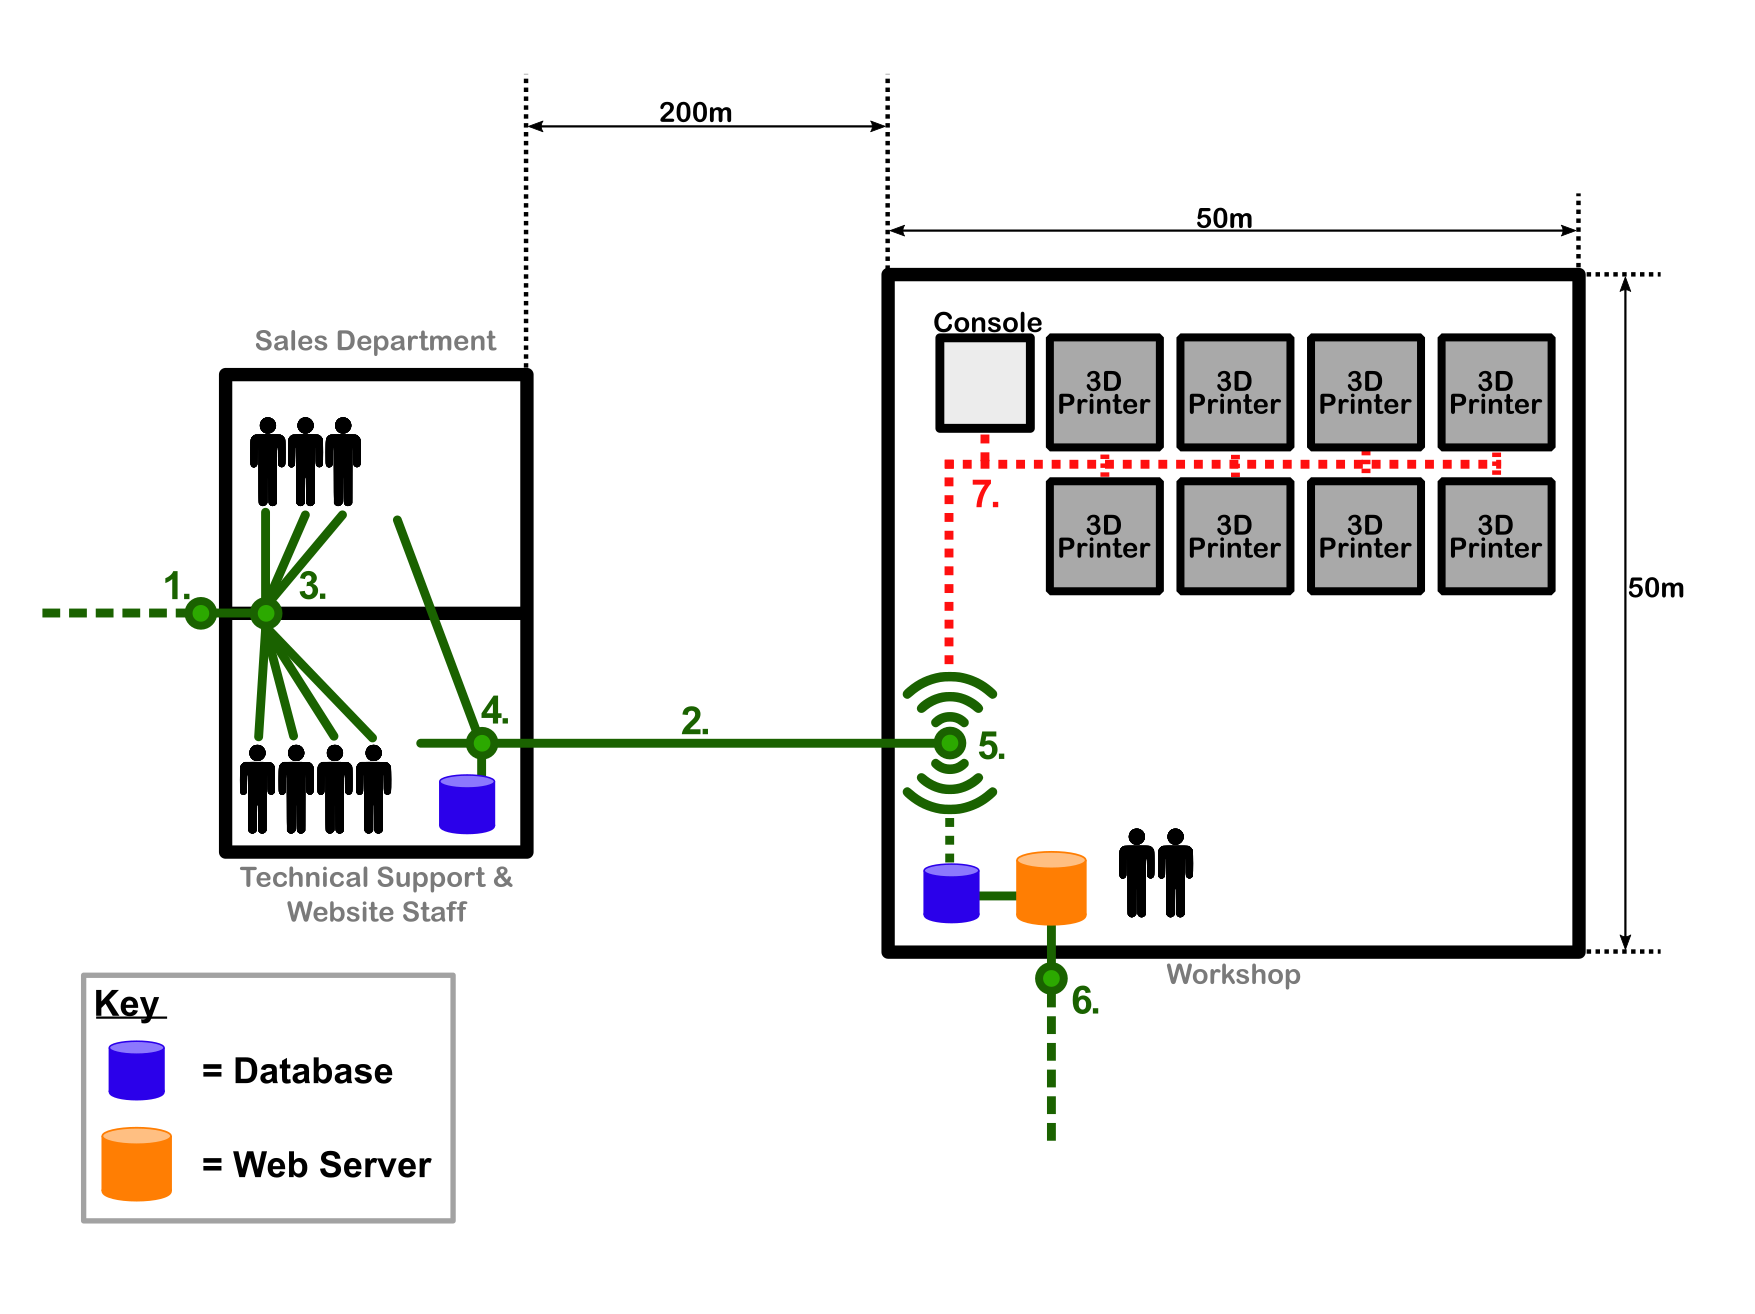 200m
50m
Sales Department
Console
3D
Printer
3D
Printer
3D
Printer
3D
Printer
7.
3D
Printer
3D
Printer
3D
Printer
3D
Printer
1.
3.
50m
4.
2.
5.
Technical Support &
Website Staff
Workshop
6.
Key
= Database
= Web Server